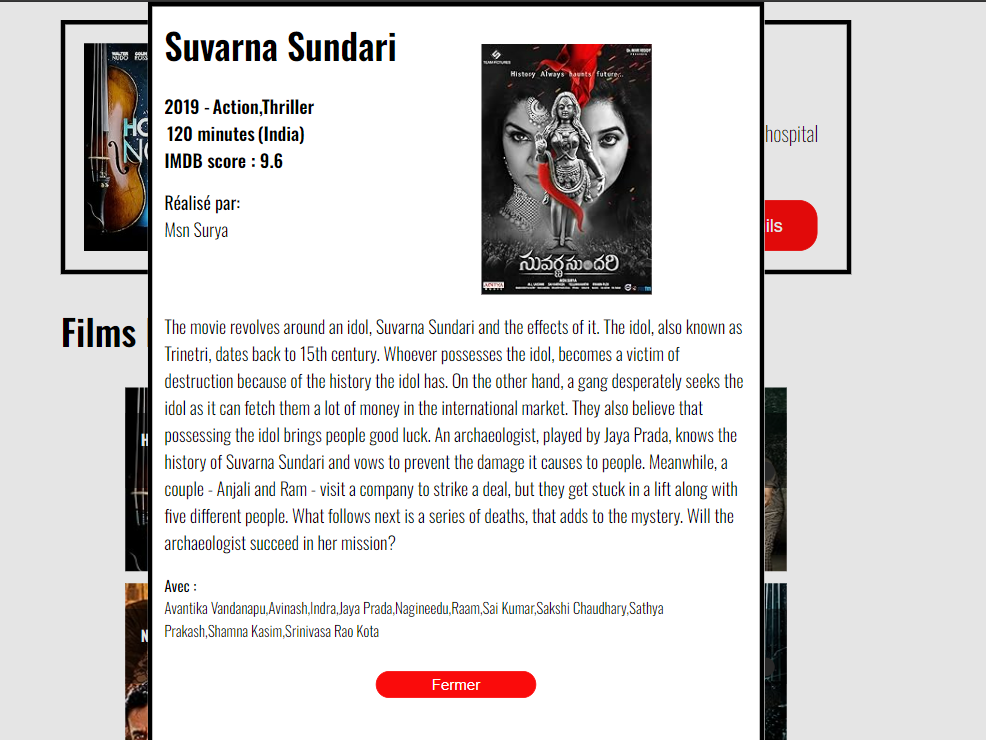 Suvarna Sundari
2019 - Action,Thriller
120 minutes (India)
IMDB score : 9.6
Réalisé par:
Msn Surya
TEAM PICTURES
History Always haunts future...
సువర్ణసుందరి
The movie revolves around an idol, Suvarna Sundari and the effects of it. The idol, also known as
Trinetri, dates back to 15th century. Whoever possesses the idol, becomes a victim of
destruction because of the history the idol has. On the other hand, a gang desperately seeks the
idol as it can fetch them a lot of money in the international market. They also believe that
possessing the idol brings people good luck. An archaeologist, played by Jaya Prada, knows the
history of Suvarna Sundari and vows to prevent the damage it causes to people. Meanwhile, a
couple - Anjali and Ram - visit a company to strike a deal, but they get stuck in a lift along with
five different people. What follows next is a series of deaths, that adds to the mystery. Will the
archaeologist succeed in her mission?
Avec :
Avantika Vandanapu,Avinash,Indra,Jaya Prada,Nagineedu,Raam,Sai Kumar,Sakshi Chaudhary,Sathya
Prakash,Shamna Kasim,Srinivasa Rao Kota
Fermer
WALTER
NUDO
HO
NO
hospital
ils
Films
H
N